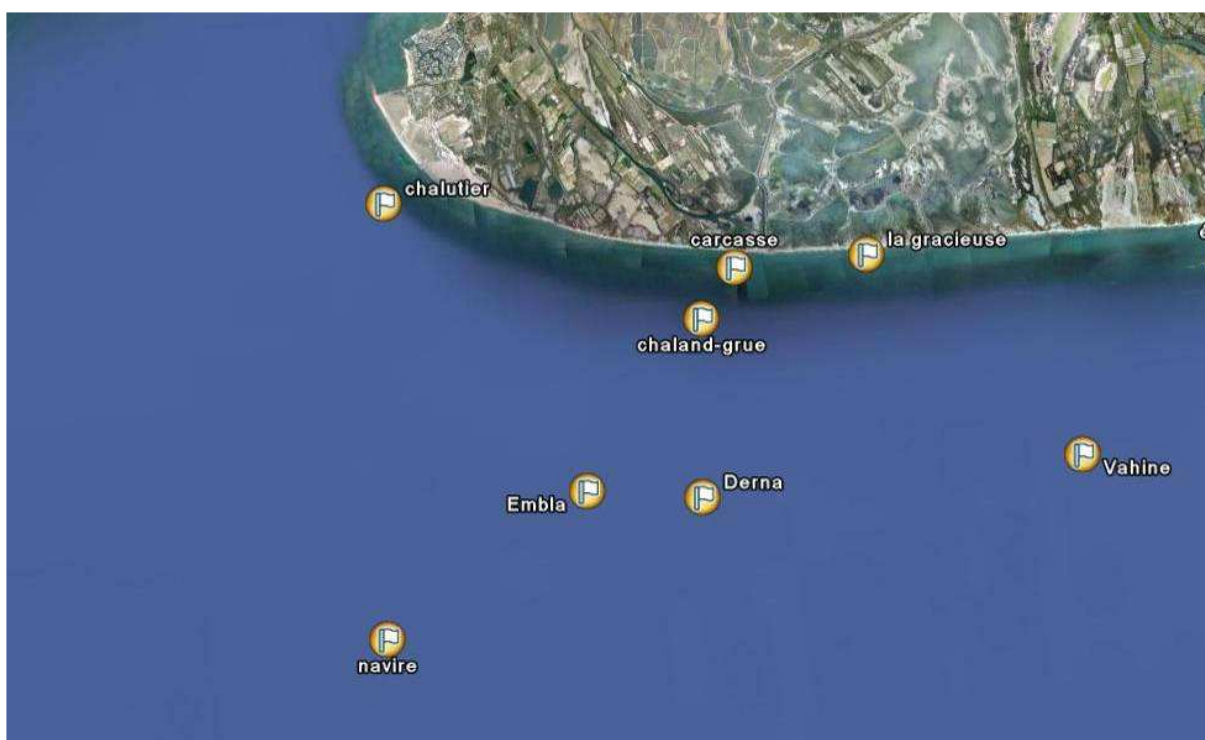 chalutier
carcasse
la gracieuse
chaland-grue
Vahine
Derna
Embla
navire